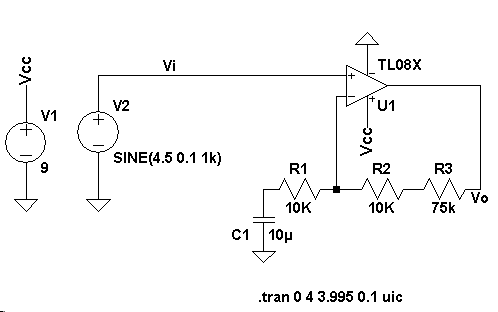 Vcc
V1
9
V2
SINE(4.5 0.1 1k)
Vi
TL08X
U1
Vcc
R1
10K
R2
10K
R3
75k
Vo
C1
10µ
.tran 0 4 3.995 0.1 uic